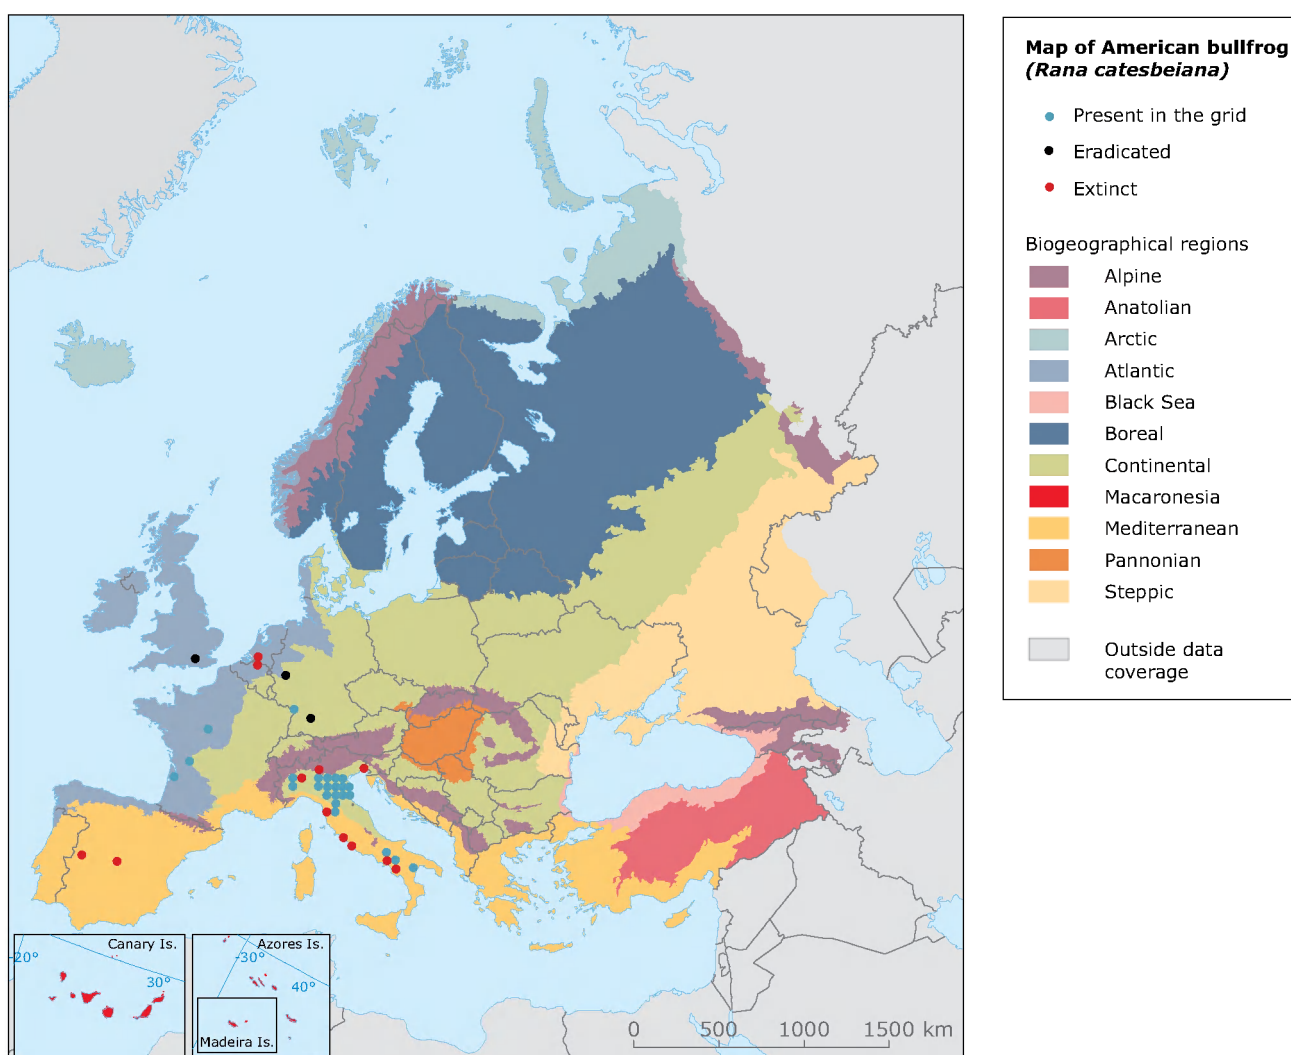 Map of American bullfrog
(Rana catesbeiana)
Present in the grid
Eradicated
Extinct
Biogeographical regions
Alpine
Anatolian
Arctic
Atlantic
Black Sea
Boreal
Continental
Macaronesia
Mediterranean
Pannonian
Steppic
Outside data
coverage
Canary Is.
-20°
30°
Azores Is.
-30°
40°
Madeira Is.
0 500 1000 1500 km